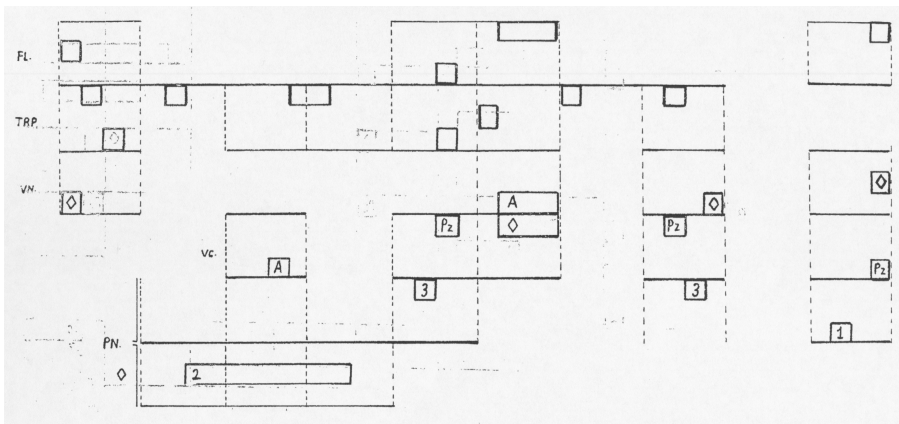 FL.
TRP.
VN. ◊ A ◊ ◊
P2 ◊ P2
VC. A P2
3 3
PN. 1
◊ 2